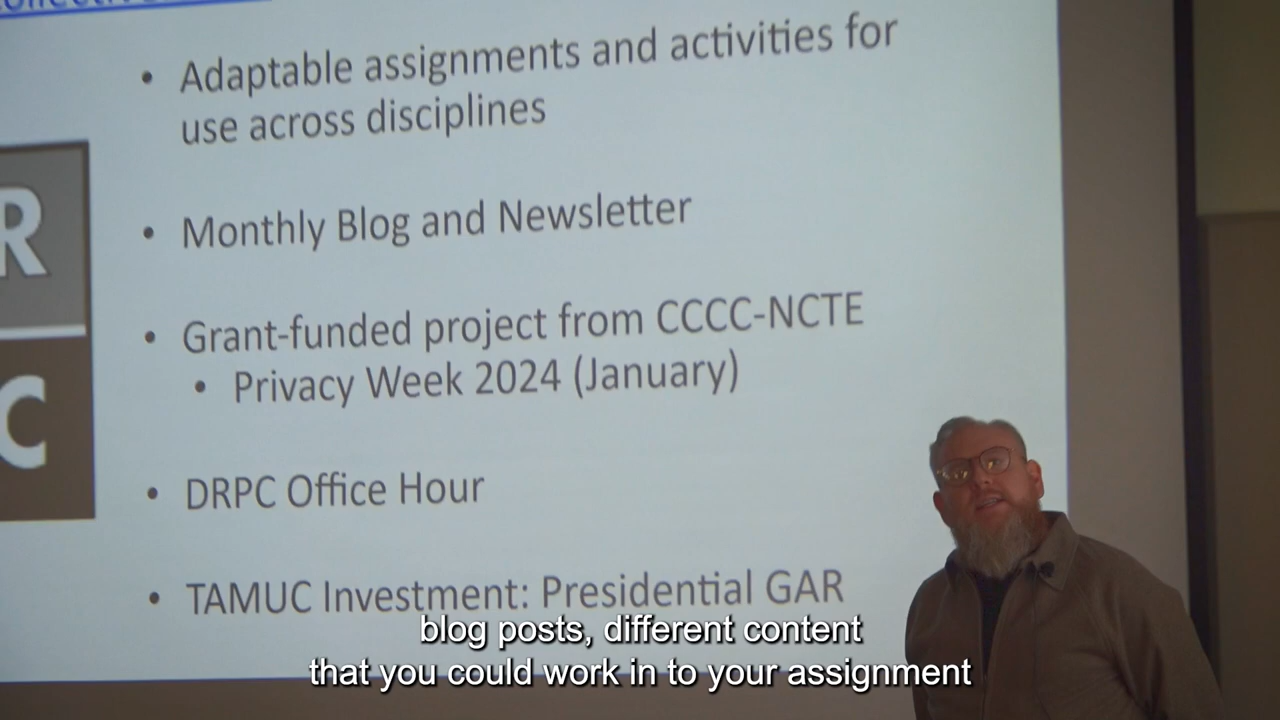 • Adaptable assignments and activities for
use across disciplines
• Monthly Blog and Newsletter
• Grant-funded project from CCCC-NCTE
• Privacy Week 2024 (January)
• DRPC Office Hour
• TAMUC Investment: Presidential GAR
R
C
blog posts, different content
that you could work in to your assignment